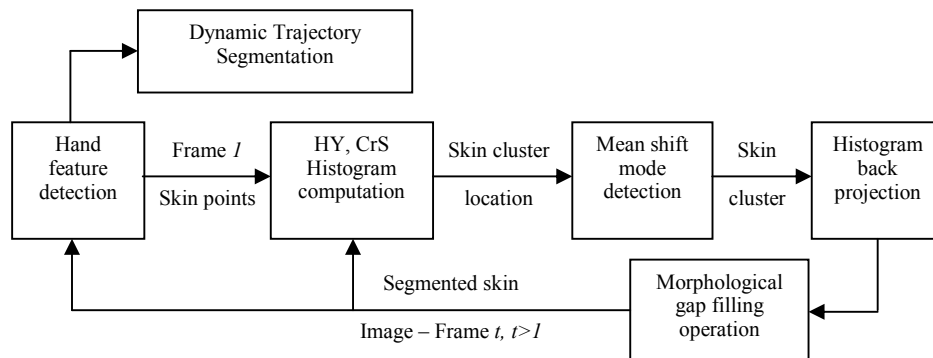 Dynamic Trajectory
Segmentation
Hand
feature
detection
Frame 1
Skin points
HY, CrS
Histogram
computation
Skin cluster
location
Mean shift
mode
detection
Skin
cluster
Histogram
back
projection
Segmented skin
Image – Frame t, t>1
Morphological
gap filling
operation